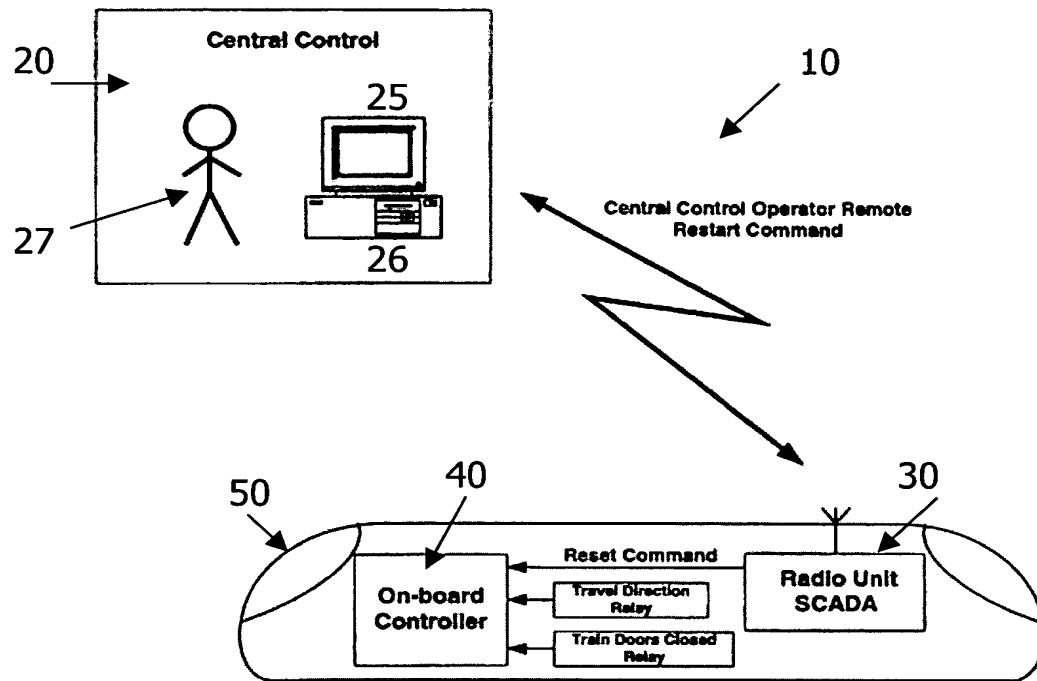 Central Control
20
25
10
27
26
Central Control Operator Remote
Restart Command
50
40
30
Reset Command
On-board
Controller
Travel Direction
Relay
Train Doors Closed
Relay
Radio Unit
SCADA